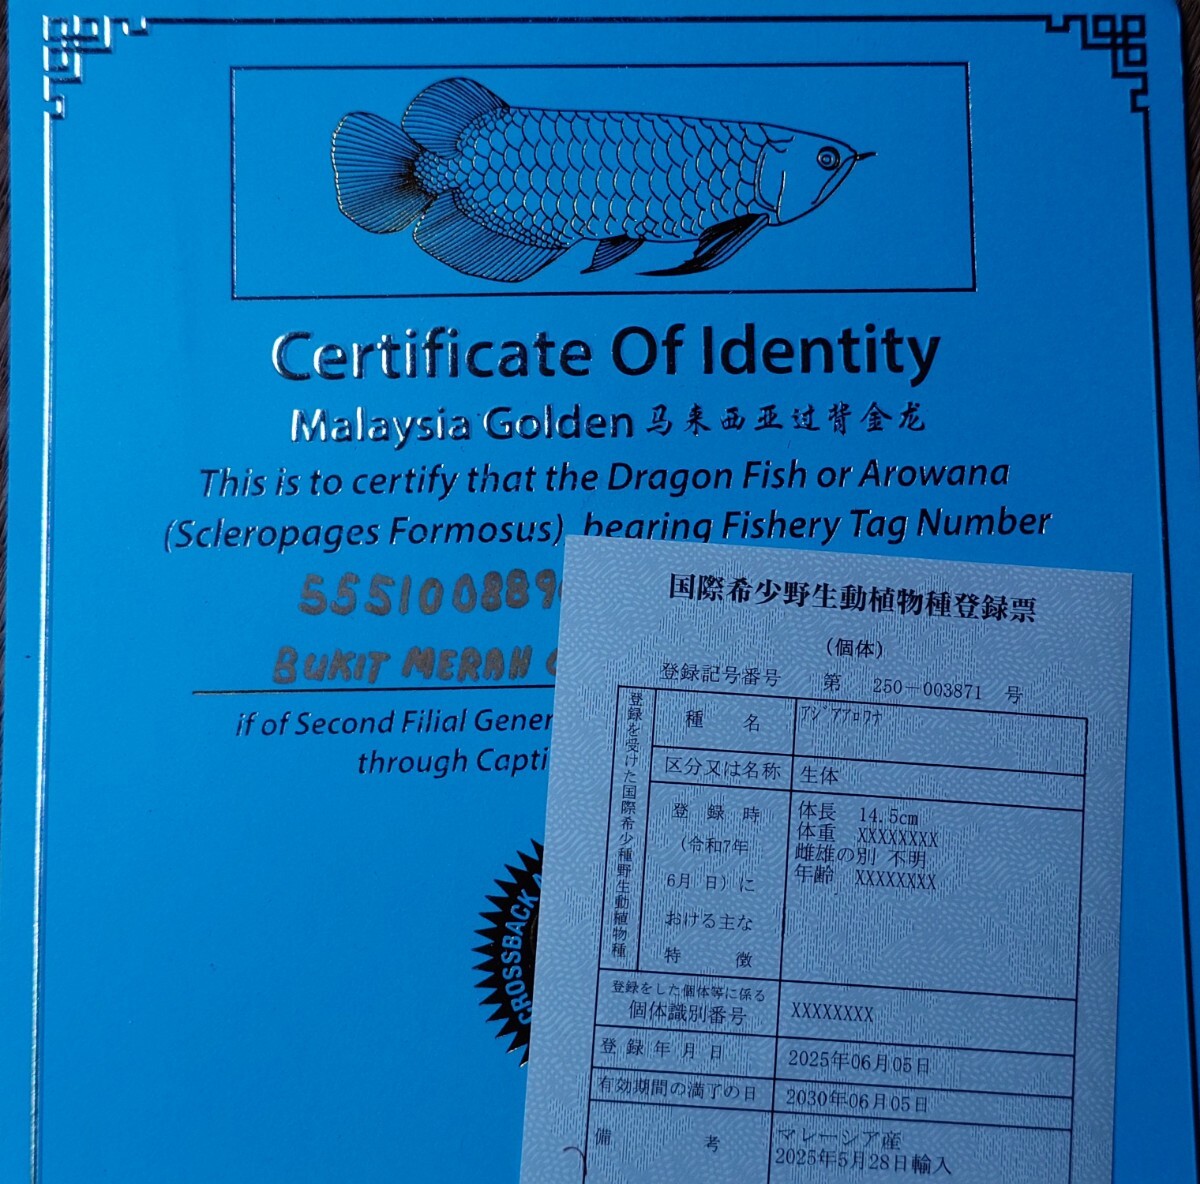 Certificate Of Identity
Malaysia Golden 马来西亚过背金龙
This is to certify that the Dragon Fish or Arowana
(Scleropages Formosus) bearing Fishery Tag Number
555100889
BUKIT MERAH
if of Second Filial Gener
through Capti
CROSSBACK A
国際希少野生動植物種登録票
(個体)
登録記号番号 第 250-003871 号
登録を受けた国際希少種野生動植物種
種 名 アジアアロワナ
区分又は名称 生体
登録時
(令和7年
6月 日)に
おける主な
特 徴
体長 14.5cm
体重 XXXXXXXX
雌雄の別 不明
年齢 XXXXXXXX
登録をした個体等に係る
個体識別番号 XXXXXXXX
登録年月日 2025年06月05日
有効期間の満了の日 2030年06月05日
備 考
マレーシア産
2025年5月28日輸入